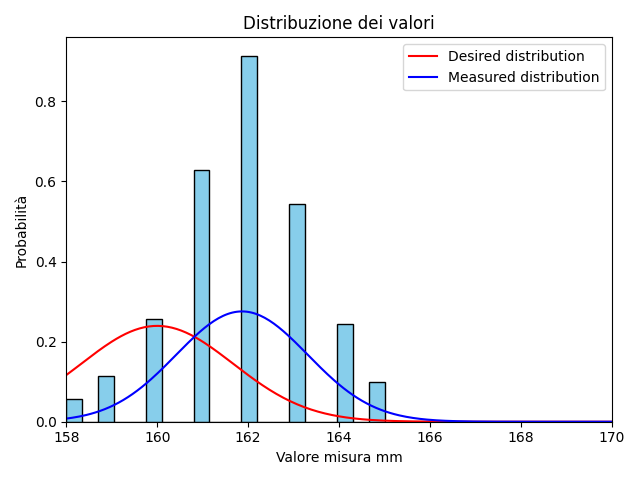 Distribuzione dei valori
Desired distribution
Measured distribution
Probabilità
0.8
0.6
0.4
0.2
0.0
158 160 162 164 166 168 170
Valore misura mm